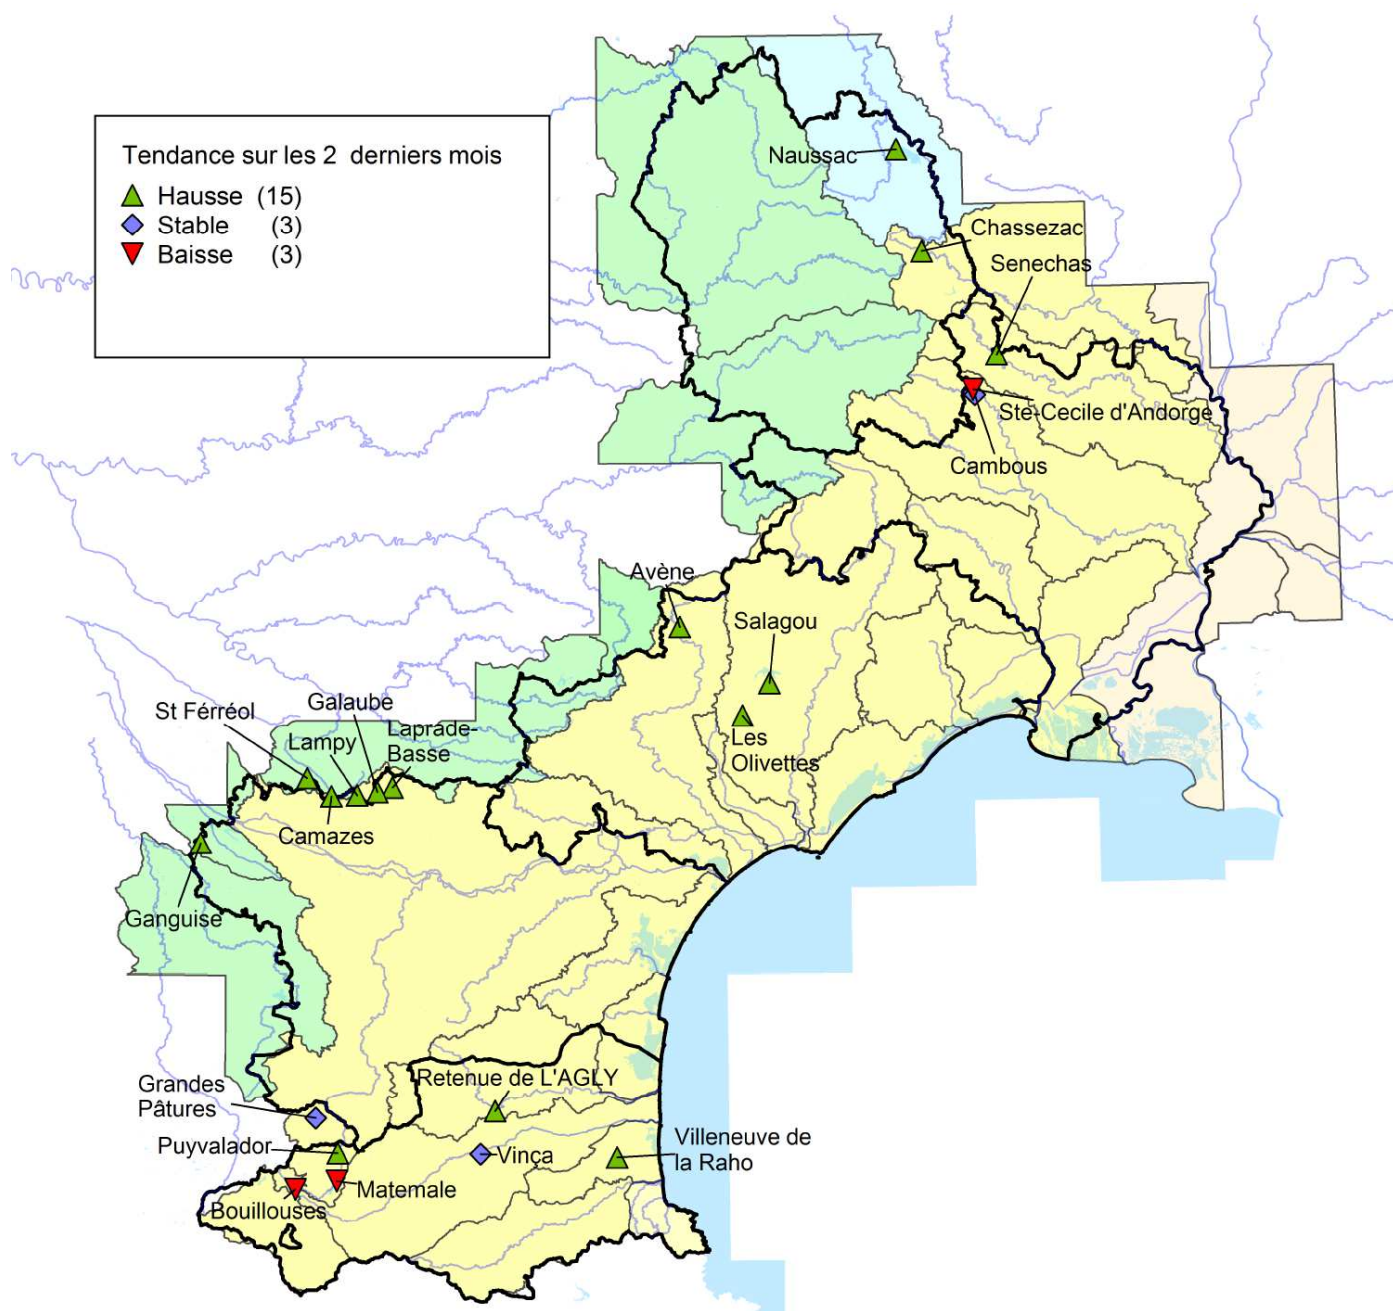 Tendance sur les 2 derniers mois
Hausse (15)
Stable (3)
Baisse (3)
Naussac
Chassezac
Senechas
Ste-Cecile d'Andorge
Cambous
Avène
Salagou
Les
Olivettes
St Férréol
Galaube
Lampy
Laprade-
Basse
Camazes
Ganguise
Grandes
Pâtures
Retenue de L'AGLY
Puyvalador
Vinça
Villeneuve de
la Raho
Matemale
Bouillouses